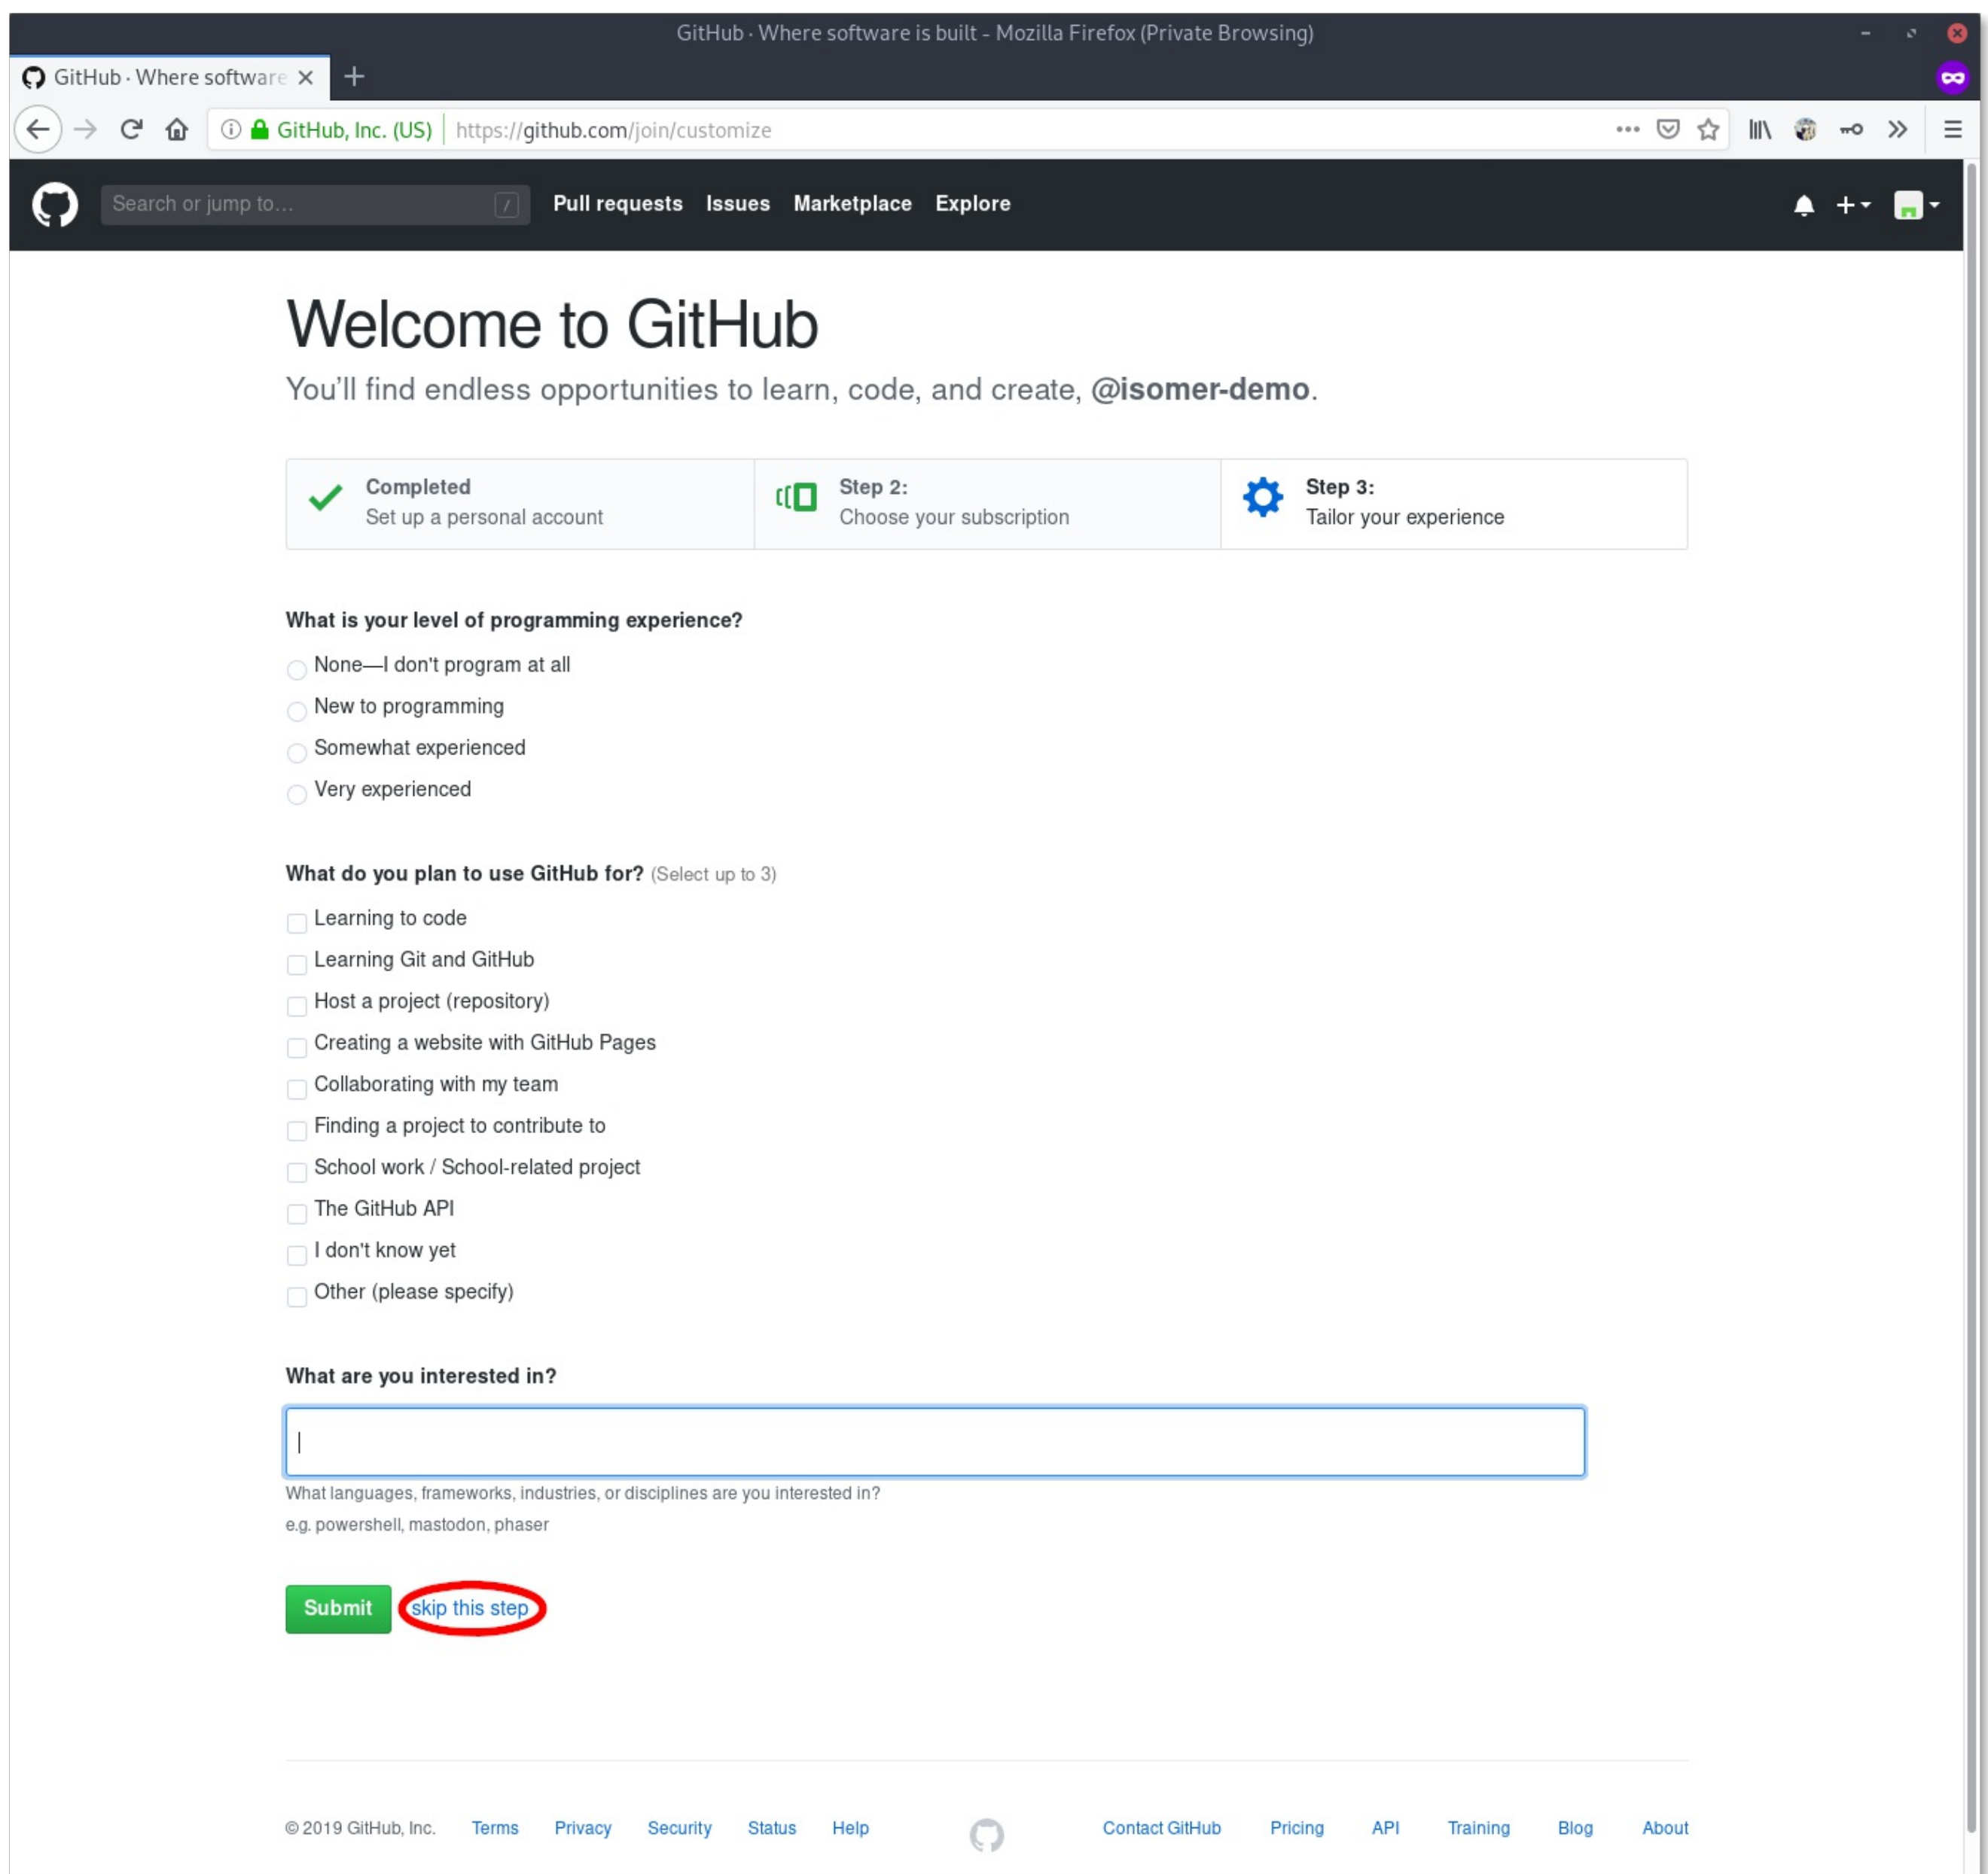 GitHub · Where software is built - Mozilla Firefox (Private Browsing)
GitHub · Where software
GitHub, Inc. (US) https://github.com/join/customize
Search or jump to… / Pull requests Issues Marketplace Explore
Welcome to GitHub
You'll find endless opportunities to learn, code, and create, @isomer-demo.
Completed
Set up a personal account
Step 2:
Choose your subscription
Step 3:
Tailor your experience
What is your level of programming experience?
None—I don't program at all
New to programming
Somewhat experienced
Very experienced
What do you plan to use GitHub for? (Select up to 3)
Learning to code
Learning Git and GitHub
Host a project (repository)
Creating a website with GitHub Pages
Collaborating with my team
Finding a project to contribute to
School work / School-related project
The GitHub API
I don't know yet
Other (please specify)
What are you interested in?
What languages, frameworks, industries, or disciplines are you interested in?
e.g. powershell, mastodon, phaser
Submit skip this step
© 2019 GitHub, Inc. Terms Privacy Security Status Help Contact GitHub Pricing API Training Blog About